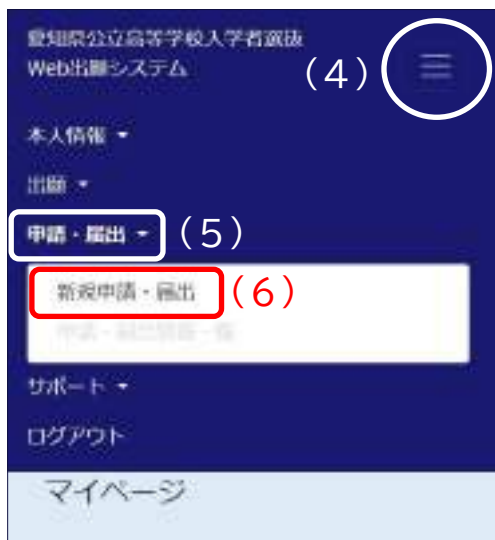 愛知県公立高等学校入学者選抜
Web出願システム
(4)
本人情報
出願
申請・届出
(5)
新規申請・届出
(6)
サポート
ログアウト
マイページ